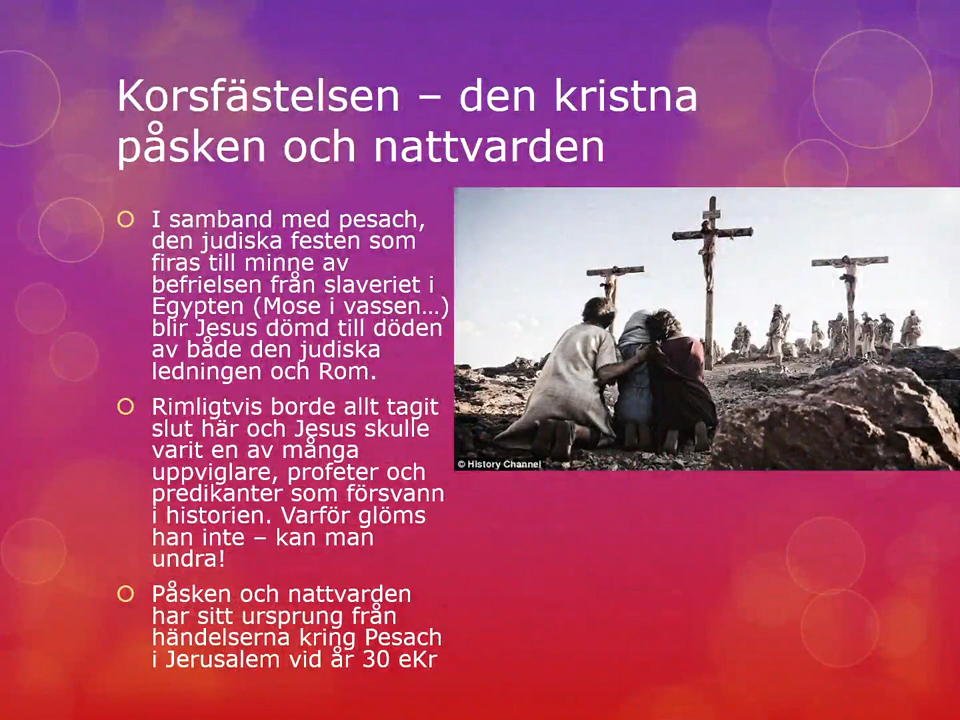 Korsfästelsen – den kristna
påsken och nattvarden
I samband med pesach,
den judiska festen som
firas till minne av
befrielsen från slaveriet i
Egypten (Mose i vassen…)
blir Jesus dömd till döden
av både den judiska
ledningen och Rom.
Rimligtvis borde allt tagit
slut här och Jesus skulle
varit en av många
uppviglare, profeter och
predikanter som försvann
i historien. Varför glöms
han inte – kan man
undra!
Påsken och nattvarden
har sitt ursprung från
händelserna kring Pesach
i Jerusalem vid år 30 eKr
© History Channel